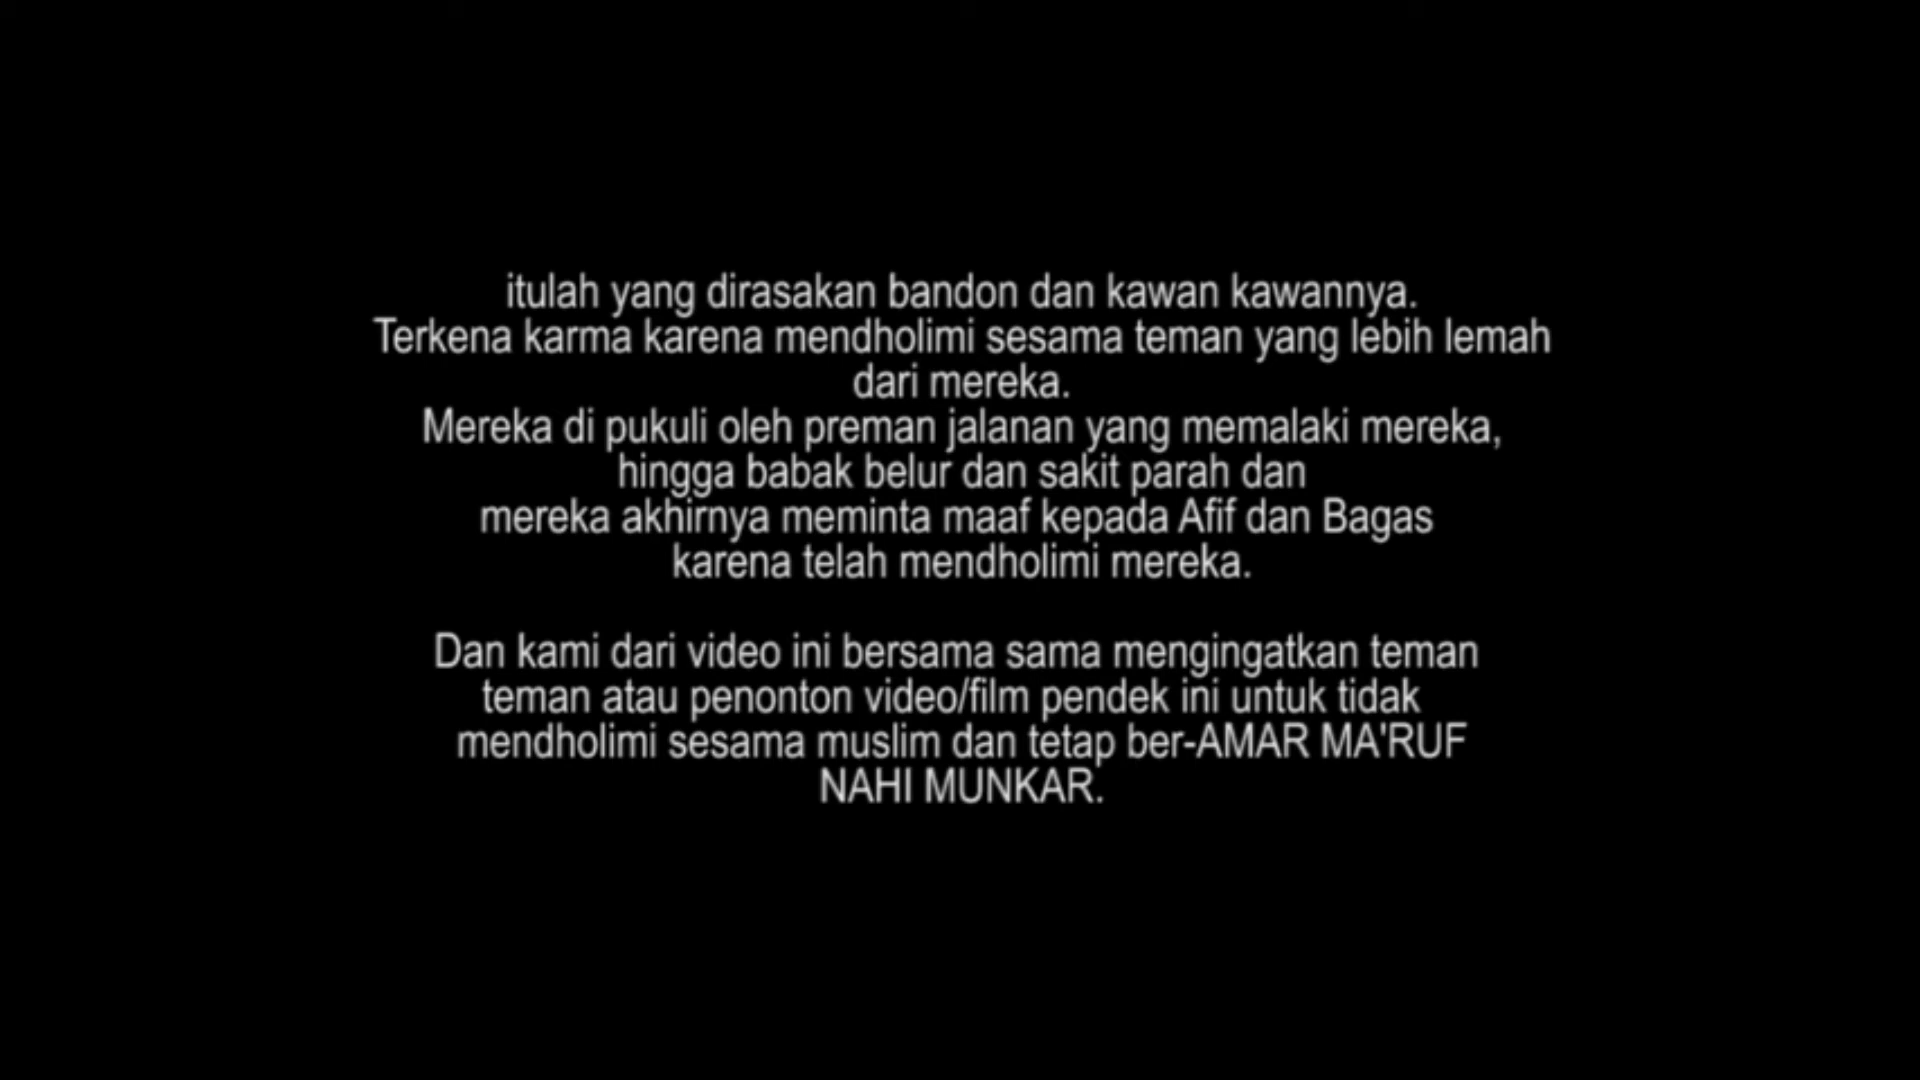 itulah yang dirasakan bandon dan kawan kawannya.
Terkena karma karena mendholimi sesama teman yang lebih lemah
dari mereka.
Mereka di pukuli oleh preman jalanan yang memalaki mereka,
hingga babak belur dan sakit parah dan
mereka akhirnya meminta maaf kepada Afif dan Bagas
karena telah mendholimi mereka.
Dan kami dari video ini bersama sama mengingatkan teman
teman atau penonton video/film pendek ini untuk tidak
mendholimi sesama muslim dan tetap ber-AMAR MA'RUF
NAHI MUNKAR.